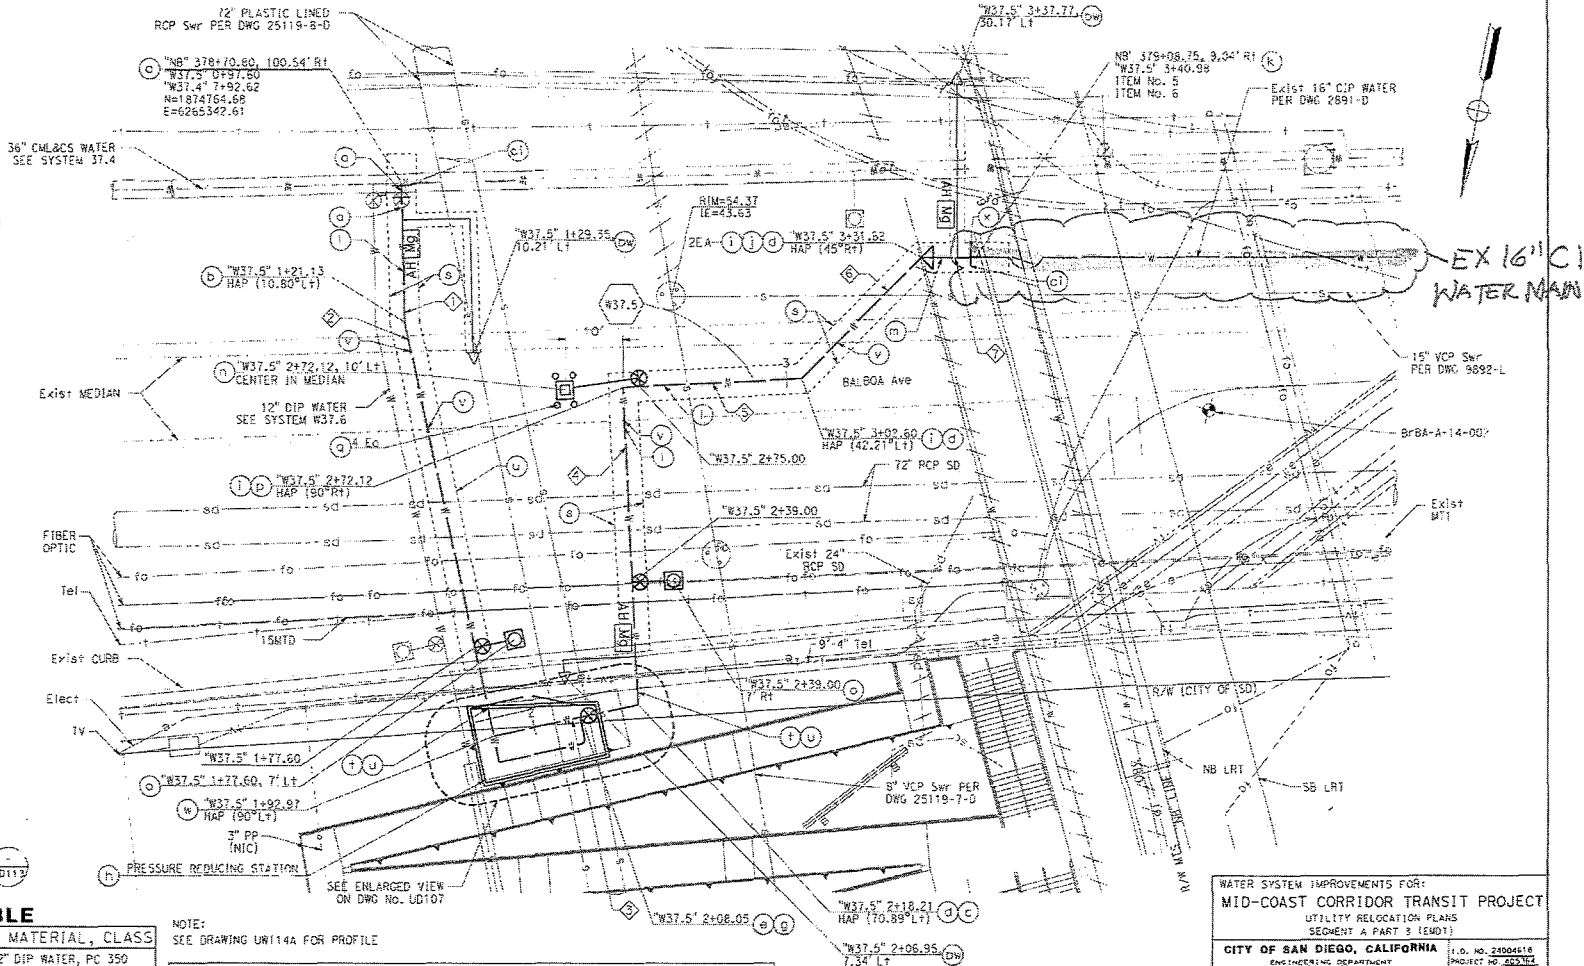 72" PLASTIC LINED
RCP Swr PER DWG 25119-8-D
"NB" 378+70.80, 100.54' Rt
"W37.5" 0+97.60
"W37.4" 7+92.62
N=1874764.68
E=6265342.61
36" CML&CS WATER
SEE SYSTEM 37.4
"W37.5" 3+37.77,
30.17' Lt
DW
NB' 379+08.75, 9.04' Rt
"W37.5" 3+40.98
ITEM No. 5
ITEM No. 6
k
Exist 16" CIP WATER
PER DWG 2891-D
RIM=54.37
IE=43.63
2EA
i j d
"W37.5" 3+31.62
HAP (45°Rt)
"W37.5" 1+29.35
10.21' Lt
DW
b
"W37.5" 1+21.13
HAP (10.80°Lt)
W37.5
AH Mg
AH Mg
EX 16" CI
WATER MAIN
15" VCP Swr
PER DWG 9892-L
n
"W37.5" 2+72.12, 10' Lt
CENTER IN MEDIAN
Exist MEDIAN
12" DIP WATER
SEE SYSTEM W37.6
BALBOA Ave
q 4 Ea
"W37.5" 3+02.60
HAP (42.21°Lt)
i d
"W37.5" 2+75.00
i p
"W37.5" 2+72.12
HAP (90°Rt)
72" RCP SD
"W37.5" 2+39.00
Exist
MTI
FIBER
OPTIC
Exist 24"
RCP SD
Tel
15MTD
Exist CURB
AH Mg
9'-4" Tel
Elect
"W37.5" 2+39.00
7' Rt
o
R/W (CITY OF SD)
TV
"W37.5" 1+77.60
o
"W37.5" 1+77.60, 7' Lt
t u
t u
w
"W37.5" 1+92.97
HAP (90°Lt)
8" VCP Swr PER
DWG 25119-7-D
NB LRT
SB LRT
3" PP
(NIC)
h
PRESSURE REDUCING STATION
SEE ENLARGED VIEW
ON DWG No. UD107
"W37.5" 2+08.05
e g
"W37.5" 2+18.21
HAP (70.89°Lt)
d c
"W37.5" 2+06.95
7.34' Lt
DW
BLE
MATERIAL, CLASS
2" DIP WATER, PC 350
NOTE:
SEE DRAWING UW114A FOR PROFILE
WATER SYSTEM IMPROVEMENTS FOR:
MID-COAST CORRIDOR TRANSIT PROJECT
UTILITY RELOCATION PLANS
SEGMENT A PART 3 (EMDT)
CITY OF SAN DIEGO, CALIFORNIA
ENGINEERING DEPARTMENT